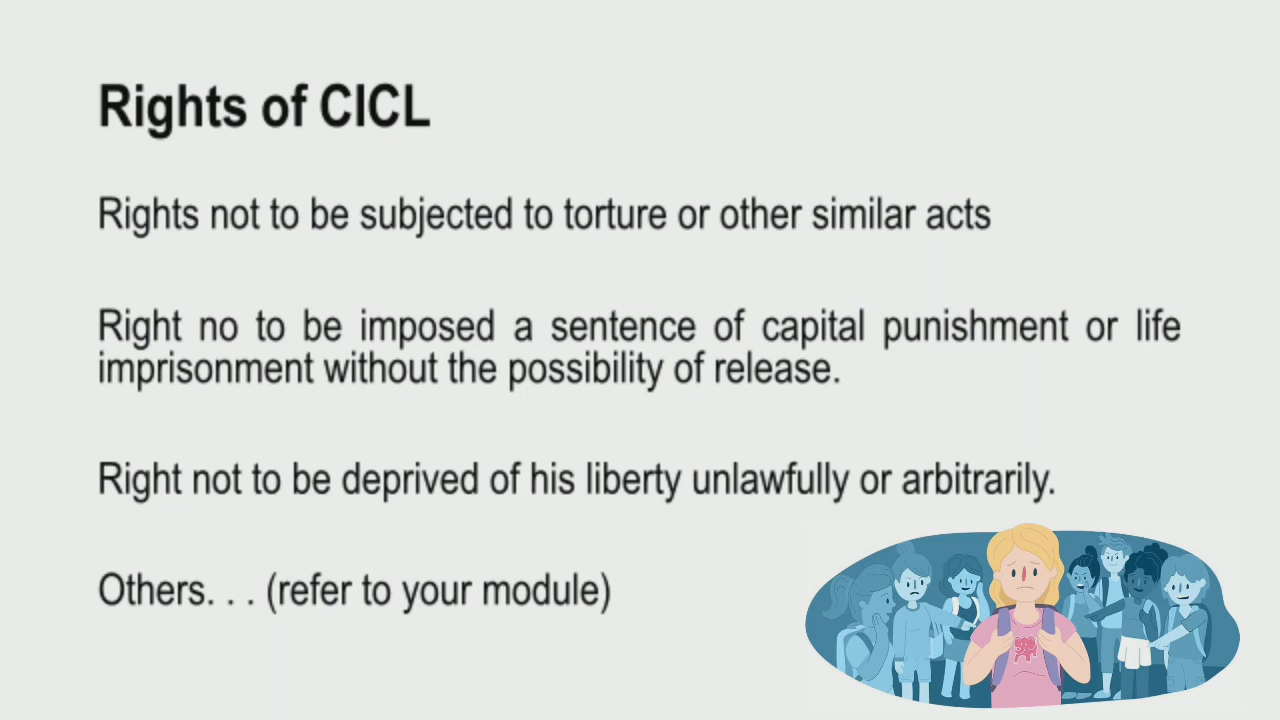 Rights of CICL
Rights not to be subjected to torture or other similar acts
Right no to be imposed a sentence of capital punishment or life
imprisonment without the possibility of release.
Right not to be deprived of his liberty unlawfully or arbitrarily.
Others. . . (refer to your module)